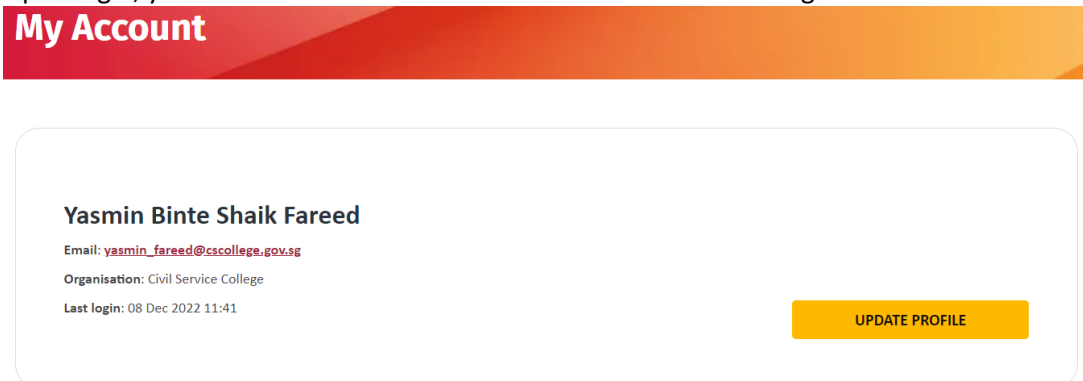 My Account
Yasmin Binte Shaik Fareed
Email: yasmin_fareed@cscollege.gov.sg
Organisation: Civil Service College
Last login: 08 Dec 2022 11:41
UPDATE PROFILE